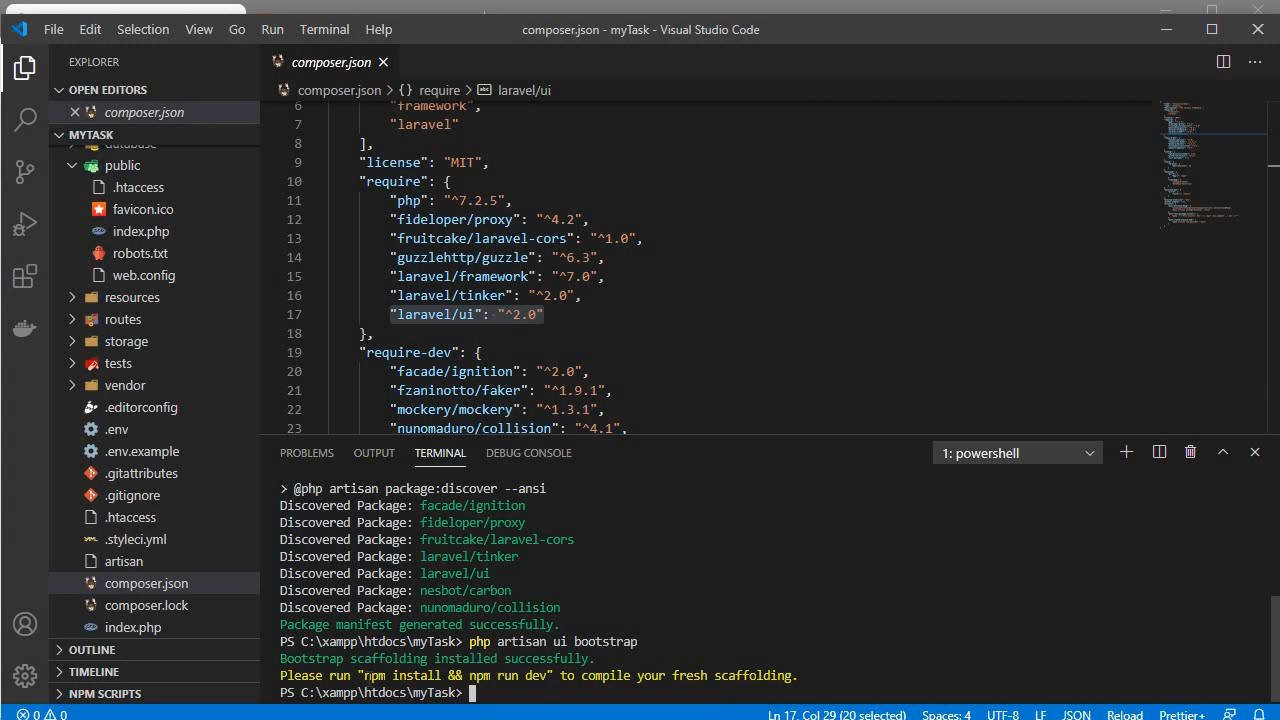 File Edit Selection View Go Run Terminal Help
composer.json - myTask - Visual Studio Code
EXPLORER
OPEN EDITORS
composer.json
MYTASK
database
public
.htaccess
favicon.ico
index.php
robots.txt
web.config
resources
routes
storage
tests
vendor
.editorconfig
.env
.env.example
.gitattributes
.gitignore
.htaccess
.styleci.yml
artisan
composer.json
composer.lock
index.php
OUTLINE
TIMELINE
NPM SCRIPTS
composer.json
composer.json > {} require > abc laravel/ui
6 "framework",
7 "laravel"
8 ],
9 "license": "MIT",
10 "require": {
11 "php": "^7.2.5",
12 "fideloper/proxy": "^4.2",
13 "fruitcake/laravel-cors": "^1.0",
14 "guzzlehttp/guzzle": "^6.3",
15 "laravel/framework": "^7.0",
16 "laravel/tinker": "^2.0",
17 "laravel/ui": "^2.0"
18 },
19 "require-dev": {
20 "facade/ignition": "^2.0",
21 "fzaninotto/faker": "^1.9.1",
22 "mockery/mockery": "^1.3.1",
23 "nunomaduro/collision": "^4.1",
PROBLEMS OUTPUT TERMINAL DEBUG CONSOLE
1: powershell
> @php artisan package:discover --ansi
Discovered Package: facade/ignition
Discovered Package: fideloper/proxy
Discovered Package: fruitcake/laravel-cors
Discovered Package: laravel/tinker
Discovered Package: laravel/ui
Discovered Package: nesbot/carbon
Discovered Package: nunomaduro/collision
Package manifest generated successfully.
PS C:\xampp\htdocs\myTask> php artisan ui bootstrap
Bootstrap scaffolding installed successfully.
Please run "npm install && npm run dev" to compile your fresh scaffolding.
PS C:\xampp\htdocs\myTask>
0 0
Ln 17, Col 29 (20 selected) Spaces: 4 UTF-8 LF JSON Reload Prettier+